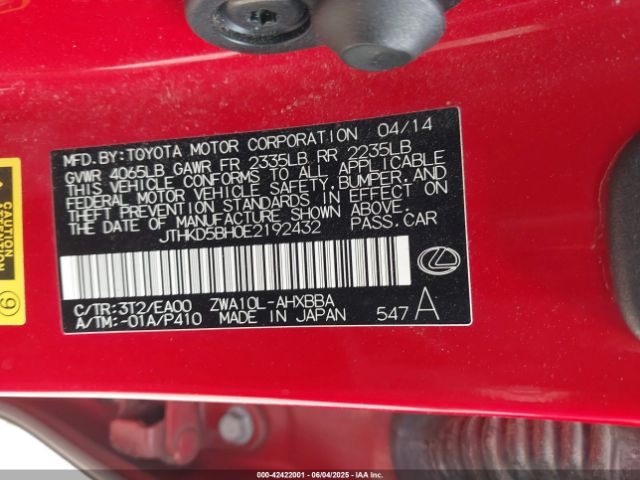 MFD.BY:TOYOTA MOTOR CORPORATION 04/14
GVWR 4065LB GAWR FR 2335LB RR 2235LB
THIS VEHICLE CONFORMS TO ALL APPLICABLE
FEDERAL MOTOR VEHICLE SAFETY, BUMPER, AND
THEFT PREVENTION STANDARDS IN EFFECT ON
THE DATE OF MANUFACTURE SHOWN ABOVE.
JTHKD5BH0E2192432 PASS.CAR
C/TR:3T2/EA00 ZWA10L-AHXBBA
A/TM:-01A/P410 MADE IN JAPAN 547 A
ATTENTION
9
000-42422001 - 06/04/2025 - IAA Inc.